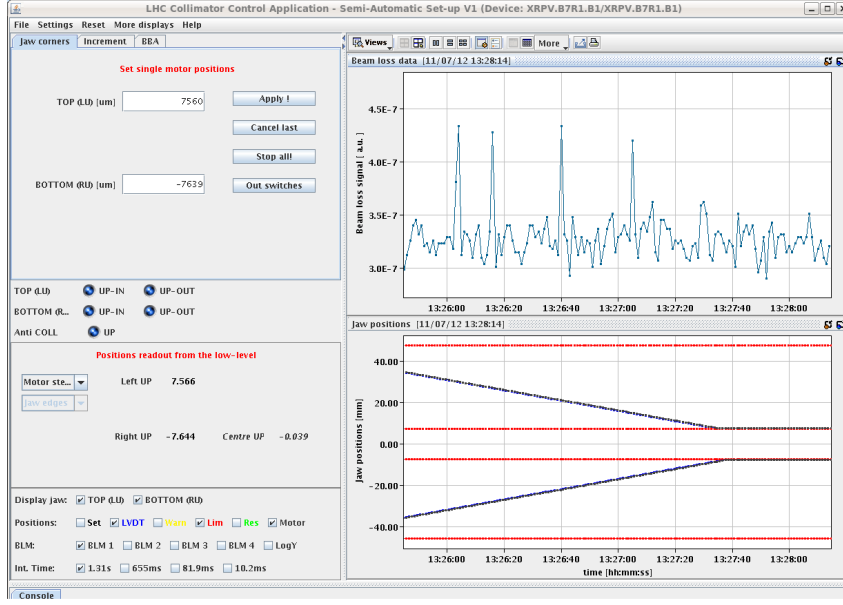 LHC Collimator Control Application - Semi-Automatic Set-up V1 (Device: XRPV.B7R1.B1/XRPV.B7R1.B1)
File Settings Reset More displays Help
Jaw corners Increment BBA
Set single motor positions
TOP (LU) [um] 7560 Apply !
Cancel last
Stop all!
BOTTOM (RU) [um] -7639 Out switches
TOP (LU) UP-IN UP-OUT
BOTTOM (R... UP-IN UP-OUT
Anti COLL UP
Positions readout from the low-level
Motor ste... Left UP 7.566
Jaw edges
Right UP -7.644 Centre UP -0.039
Display jaw: TOP (LU) BOTTOM (RU)
Positions: Set LVDT Warn Lim Res Motor
BLM: BLM 1 BLM 2 BLM 3 BLM 4 LogY
Int. Time: 1.31s 655ms 81.9ms 10.2ms
Console
Views More
Beam loss data [11/07/12 13:28:14]
Beam loss signal [ a.u. ]
4.5E-7
4.0E-7
3.5E-7
3.0E-7
13:26:00 13:26:20 13:26:40 13:27:00 13:27:20 13:27:40 13:28:00
Jaw positions [11/07/12 13:28:14]
Jaw positions [mm]
40.00
20.00
0.00
-20.00
-40.00
13:26:00 13:26:20 13:26:40 13:27:00 13:27:20 13:27:40 13:28:00
time [hh:mm:ss]